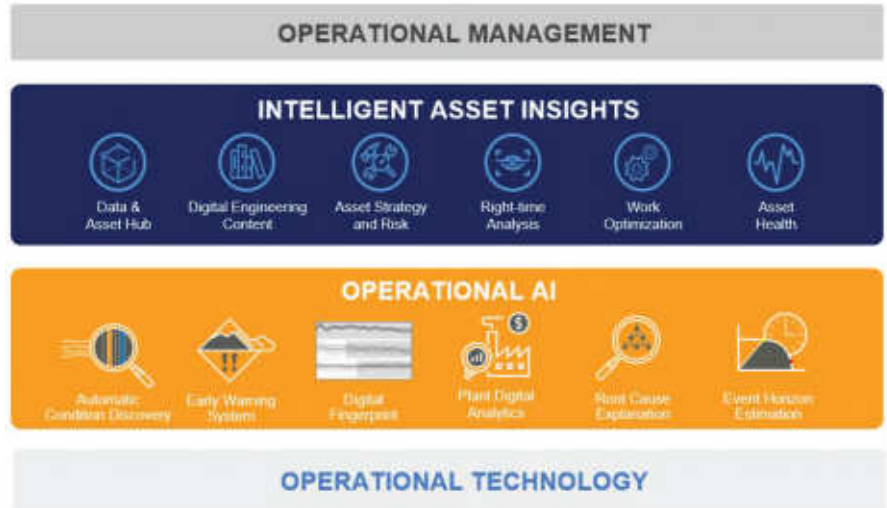 OPERATIONAL MANAGEMENT
INTELLIGENT ASSET INSIGHTS
Data &
Asset Hub
Digital Engineering
Content
Asset Strategy
and Risk
Right-time
Analysis
Work
Optimization
Asset
Health
OPERATIONAL AI
$
Automatic
Condition Discovery
Early Warning
System
Digital
Fingerprint
Plant Digital
Analytics
Root Cause
Explanation
Event Horizon
Estimation
OPERATIONAL TECHNOLOGY